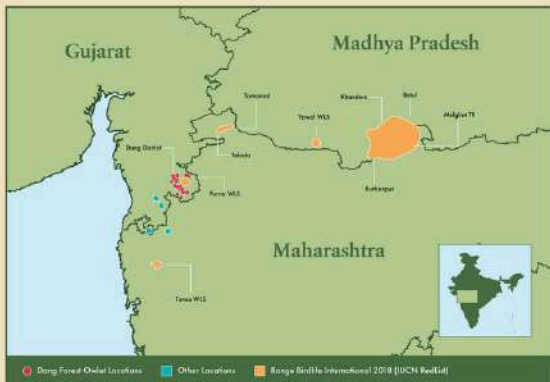 Gujarat
Madhya Pradesh
Khandwa
Betul
Toranmal
Yawal WLS
Melghat TR
Dang District
Taloda
Purna WLS
Burhanpur
Maharashtra
Tansa WLS
Dang Forest Owlet Locations
Other Locations
Range Birdlife International 2018 (IUCN RedList)